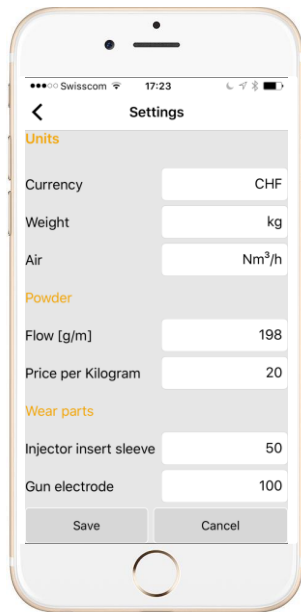 Swisscom 17:23
Settings
Units
Currency CHF
Weight kg
Air Nm³/h
Powder
Flow [g/m] 198
Price per Kilogram 20
Wear parts
Injector insert sleeve 50
Gun electrode 100
Save Cancel